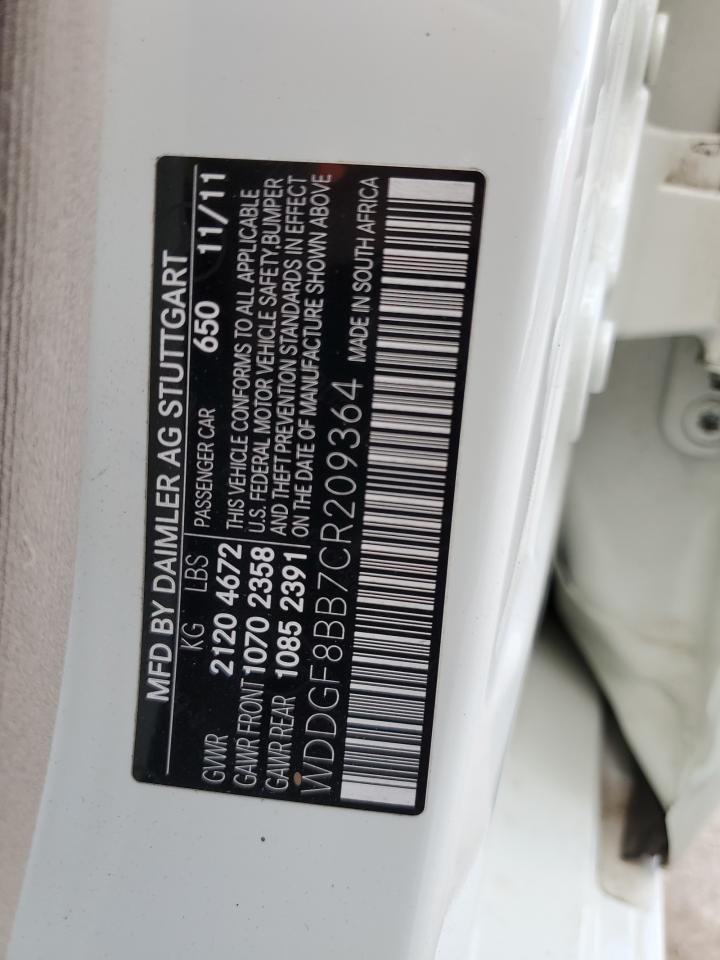 MFD BY DAIMLER AG STUTTGART
KG LBS PASSENGER CAR 650 11/11
GVWR 2120 4672 THIS VEHICLE CONFORMS TO ALL APPLICABLE
GAWR FRONT 1070 2358 U.S. FEDERAL MOTOR VEHICLE SAFETY,BUMPER
GAWR REAR 1085 2391 AND THEFT PREVENTION STANDARDS IN EFFECT
ON THE DATE OF MANUFACTURE SHOWN ABOVE
WDDGF8BB7CR209364 MADE IN SOUTH AFRICA